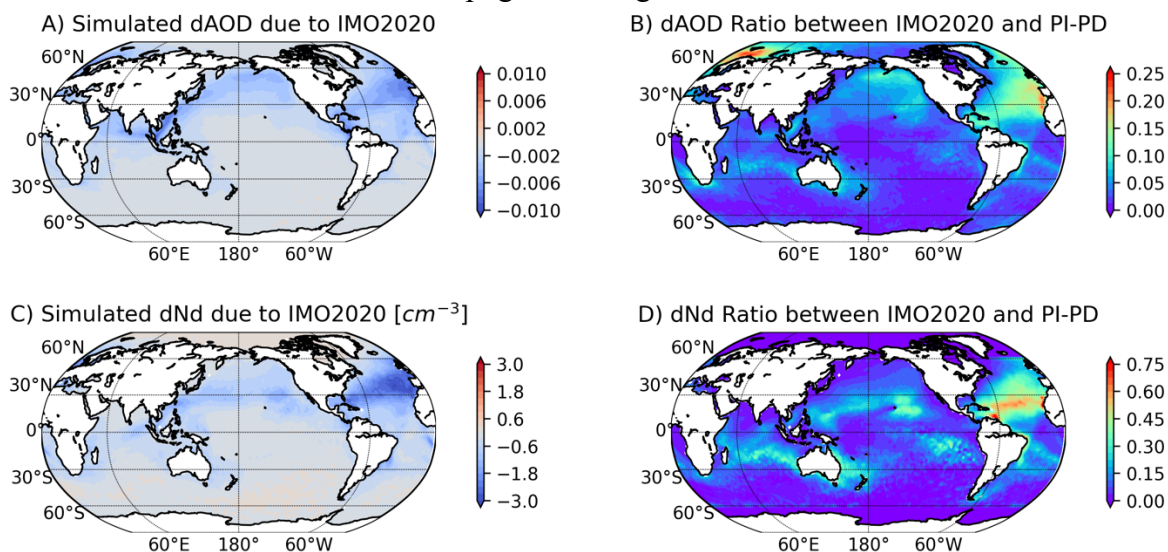 A) Simulated dAOD due to IMO2020
60°N
30°N
0°
30°S
60°S
60°E 180° 60°W
0.010
0.006
0.002
−0.002
−0.006
−0.010
B) dAOD Ratio between IMO2020 and PI-PD
60°N
30°N
0°
30°S
60°S
60°E 180° 60°W
0.25
0.20
0.15
0.10
0.05
0.00
C) Simulated dNd due to IMO2020 [cm⁻³]
60°N
30°N
0°
30°S
60°S
60°E 180° 60°W
3.0
1.8
0.6
−0.6
−1.8
−3.0
D) dNd Ratio between IMO2020 and PI-PD
60°N
30°N
0°
30°S
60°S
60°E 180° 60°W
0.75
0.60
0.45
0.30
0.15
0.00